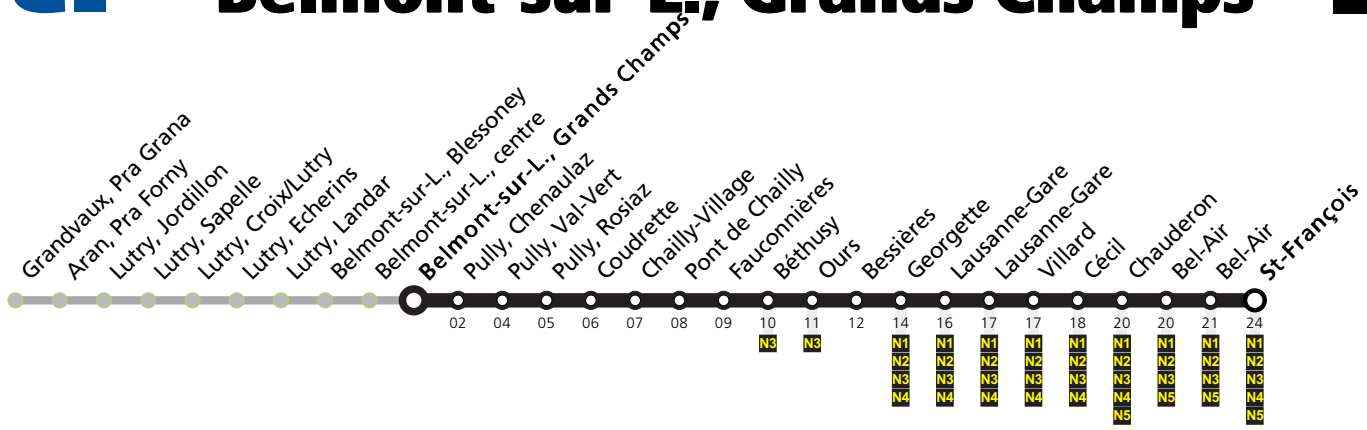 Belmont-sur-L., Grands Champs
Grandvaux, Pra Grana
Aran, Pra Forny
Lutry, Jordillon
Lutry, Sapelle
Lutry, Croix/Lutry
Lutry, Echerins
Lutry, Landar
Belmont-sur-L., Blessoney
Belmont-sur-L., centre
Belmont-sur-L., Grands Champs
Pully, Chenaulaz
Pully, Val-Vert
Pully, Rosiaz
Coudrette
Chailly-Village
Pont de Chailly
Fauconnières
Béthusy
Ours
Bessières
Georgette
Lausanne-Gare
Lausanne-Gare
Villard
Cécil
Chauderon
Bel-Air
Bel-Air
St-François
02 04 05 06 07 08 09 10 11 12 14 16 17 17 18 20 20 21 24
N3 N3 N1 N1 N1 N1 N1 N1 N1 N1 N1
N2 N2 N2 N2 N2 N2 N2 N2 N2
N3 N3 N3 N3 N3 N3 N3 N3 N3
N4 N4 N4 N4 N4 N4 N5 N5 N4
N5 N5